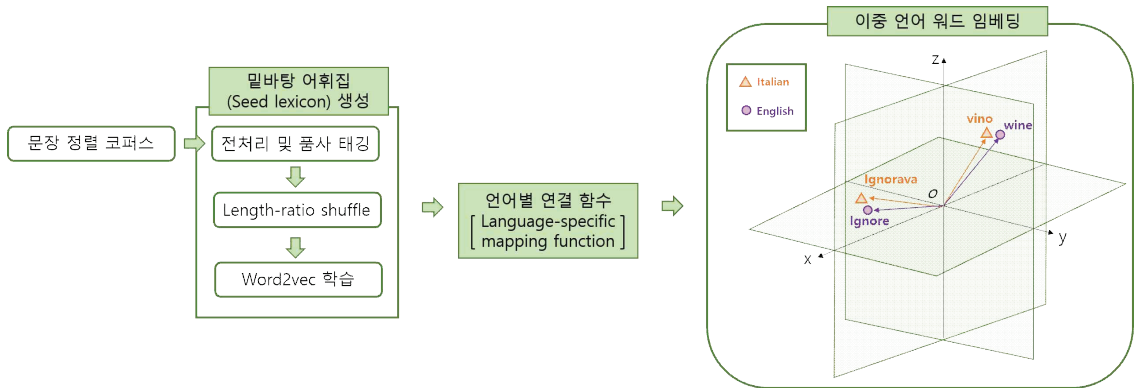 문장 정렬 코퍼스
밑바탕 어휘집
(Seed lexicon) 생성
전처리 및 품사 태깅
Length-ratio shuffle
Word2vec 학습
언어별 연결 함수
[ Language-specific
mapping function ]
이중 언어 워드 임베딩
Italian
English
z
vino
wine
Ignorava
Ignore
O
x
y